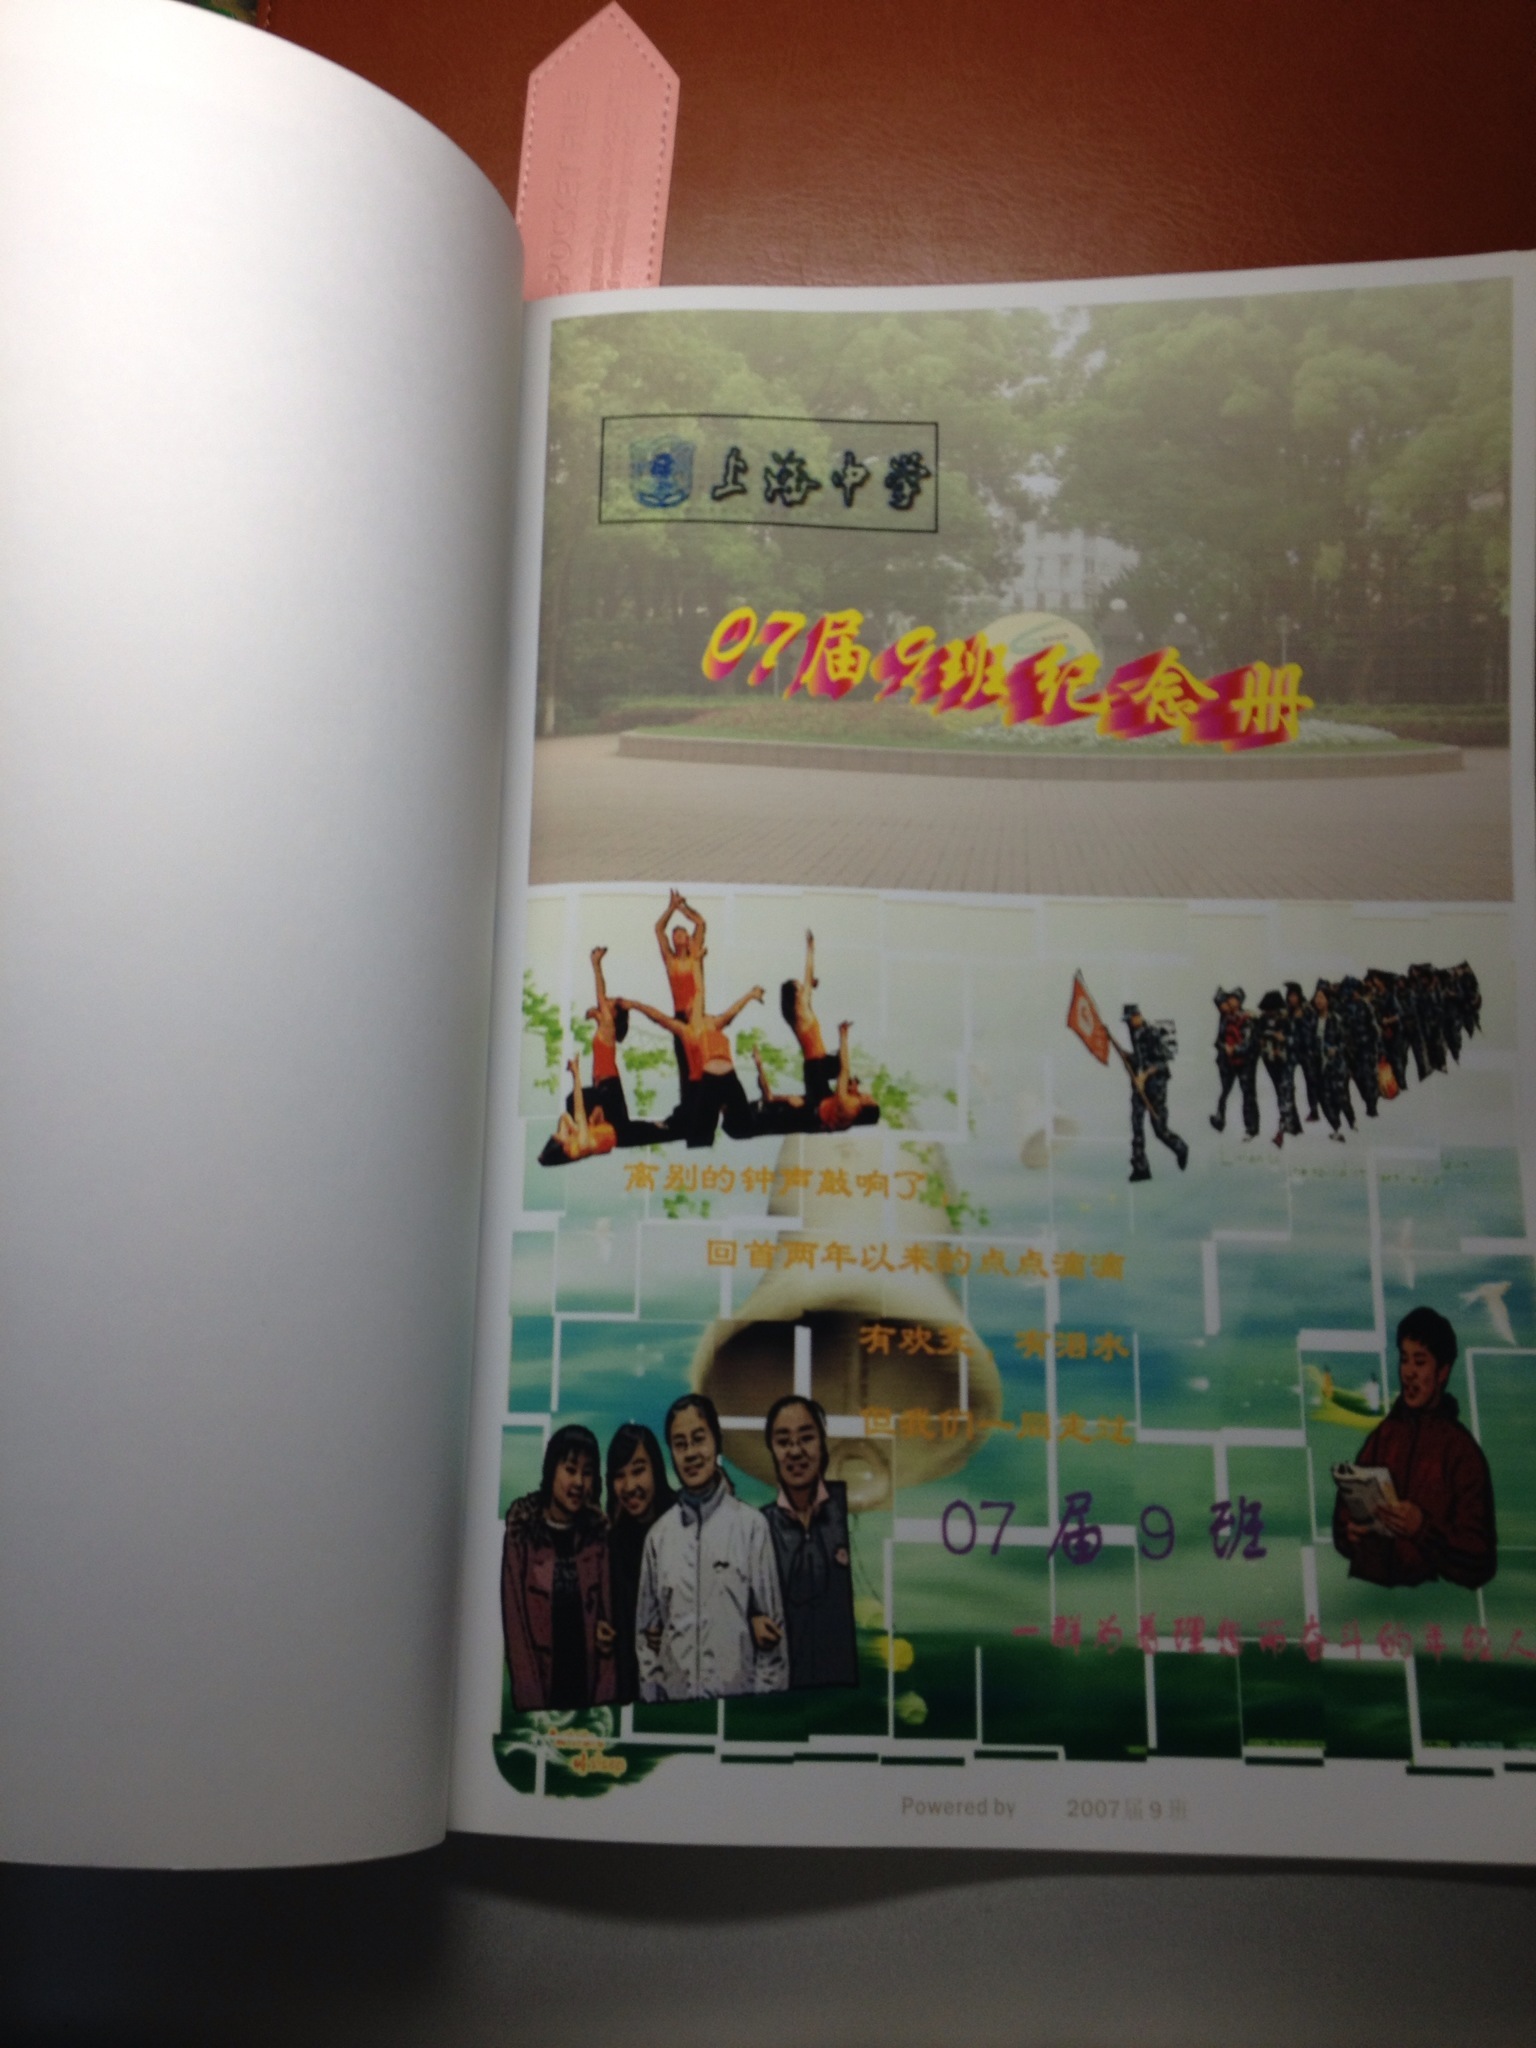 POCKET FILE
上海中学
07届9班纪念册
离别的钟声敲响了
回首两年以来的点点滴滴
有欢笑，有泪水
但我们一同走过
07届9班
一群为着理想而奋斗的年轻人
Powered by 2007届9班